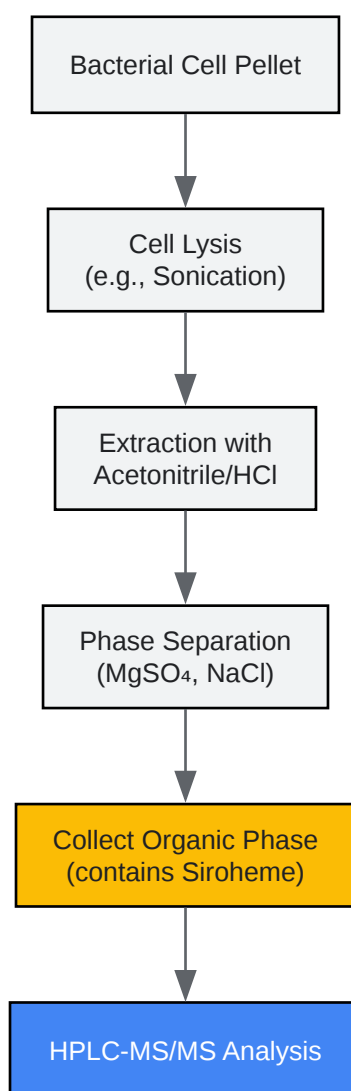 Bacterial Cell Pellet
Cell Lysis
(e.g., Sonication)
Extraction with
Acetonitrile/HCl
Phase Separation
(MgSO₄, NaCl)
Collect Organic Phase
(contains Siroheme)
HPLC-MS/MS Analysis